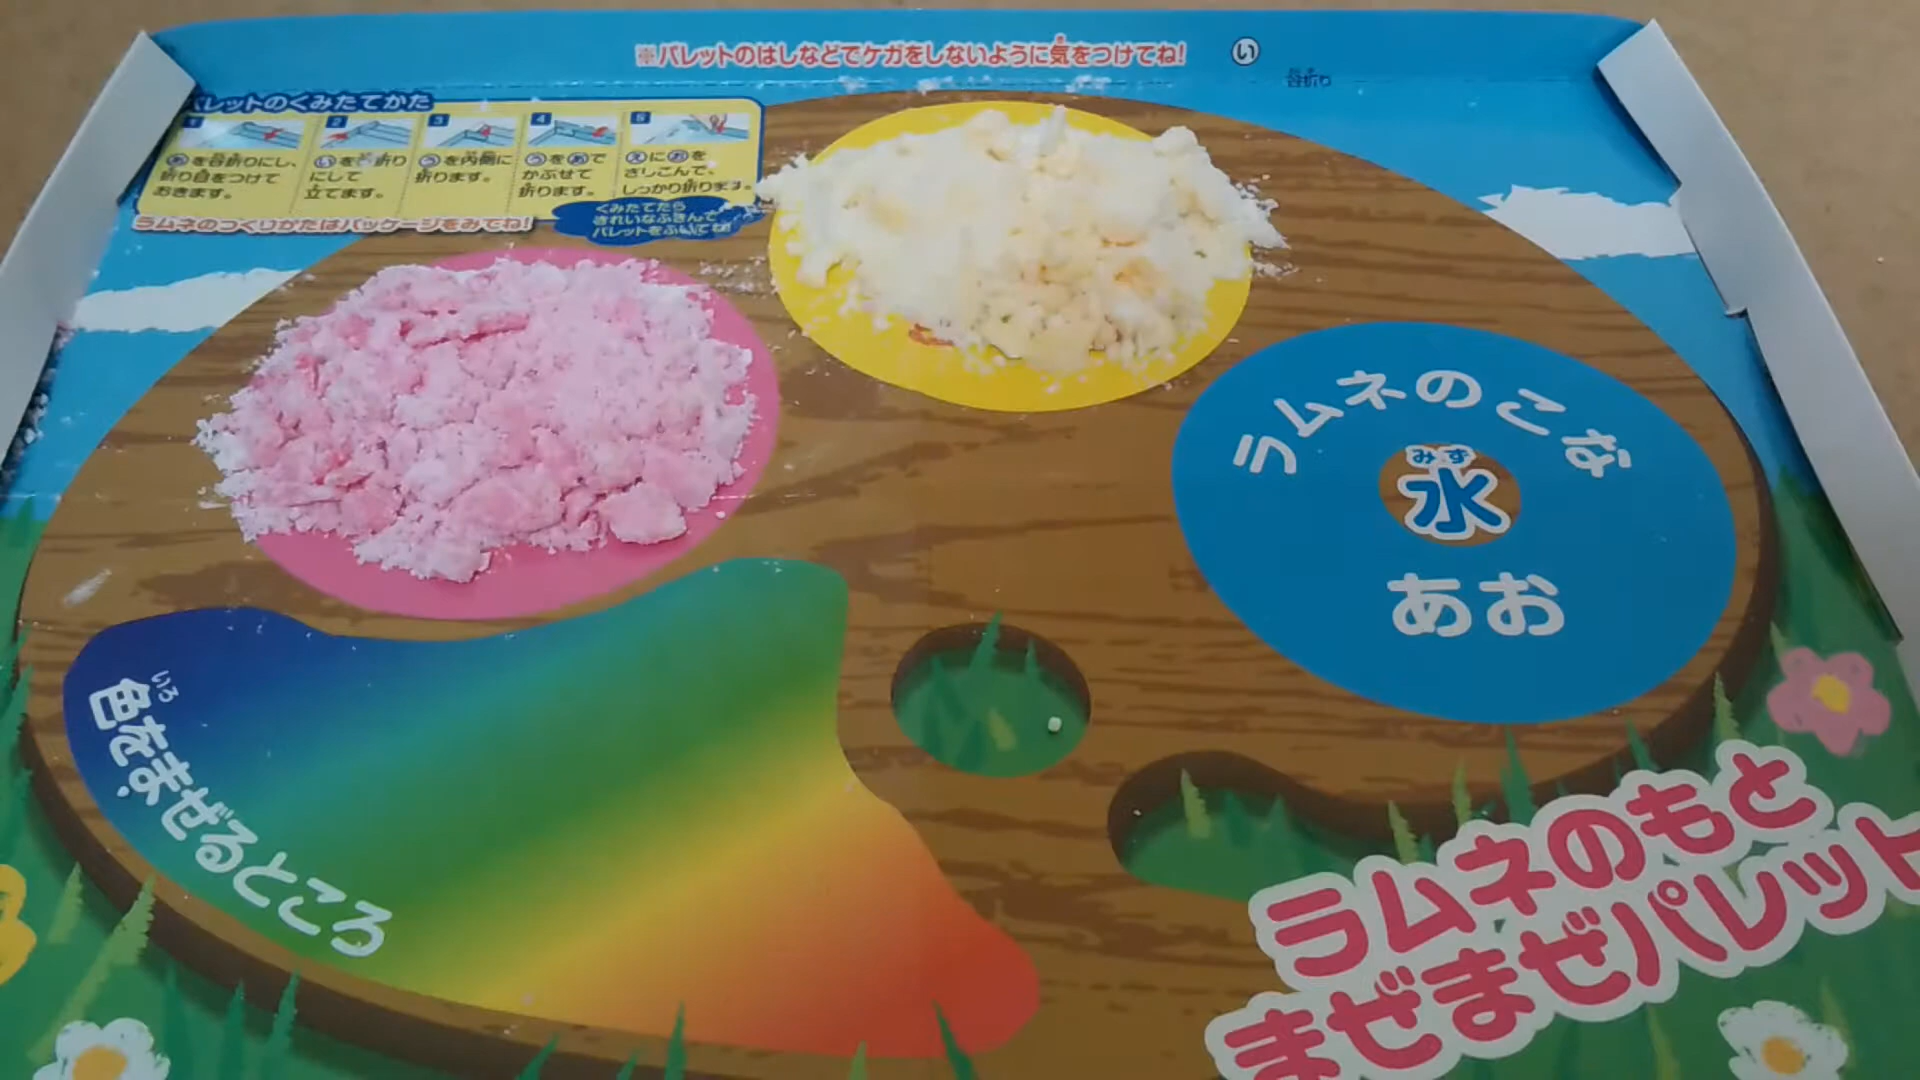 ※パレットのはしなどでケガをしないように気をつけてね!
い
谷折り
パレットのくみたてかた
1
あを谷折りにし、
折り目をつけて
おきます。
2
いを谷折り
にして
立てます。
3
うを内側に
折ります。
4
うをあで
かぶせて
折ります。
5
えにおを
さしこんで、
しっかり折ります。
くみたてたら
きれいなふきんで
パレットをふいてね!
ラムネのつくりかたはパッケージをみてね!
ラムネのこな
みず
水
あお
いろ
色をまぜるところ
ラムネのもと
まぜまぜパレット